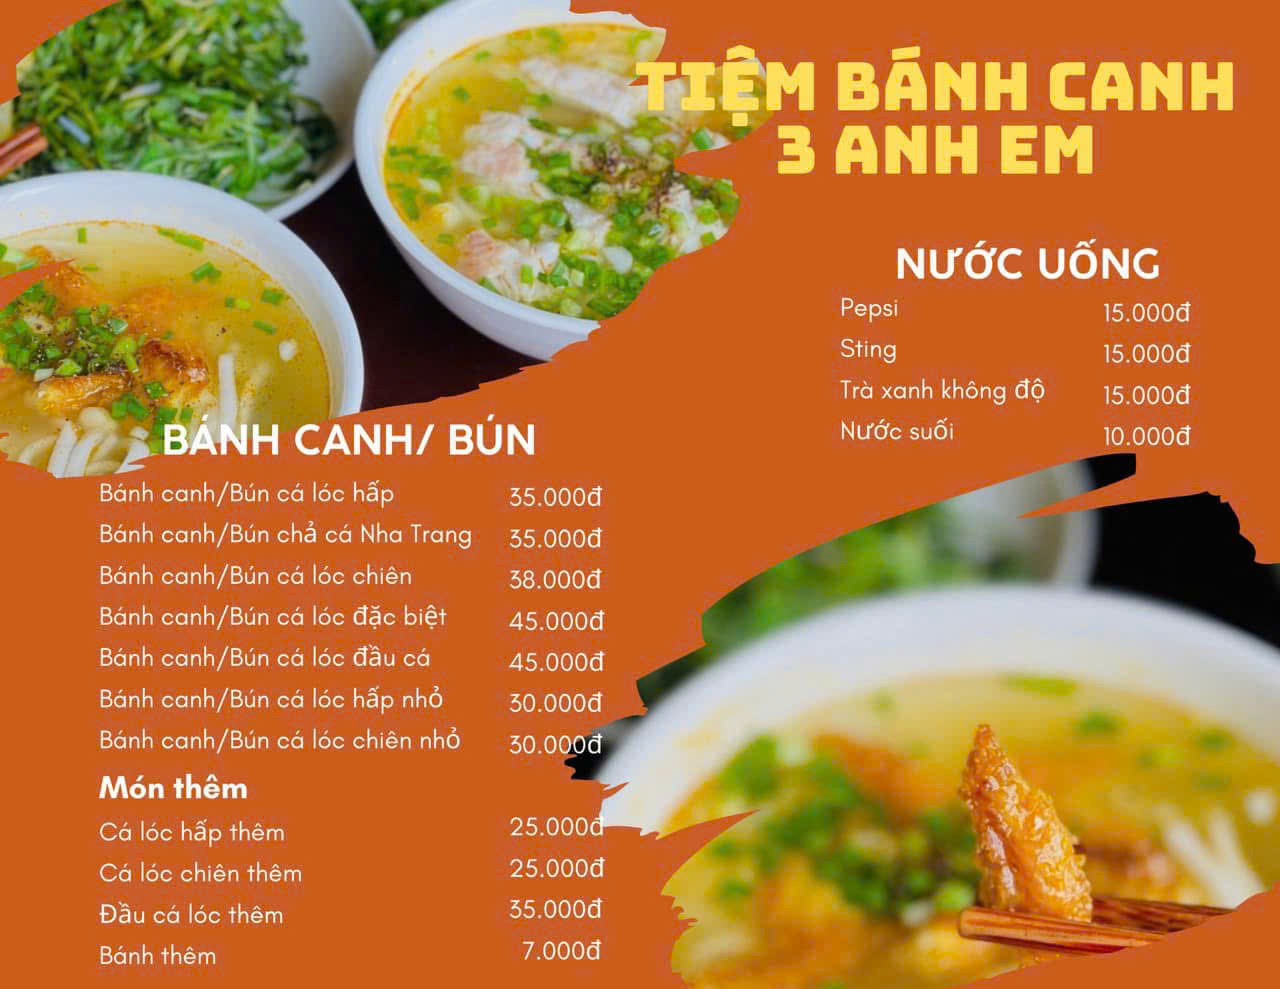 TIỆM BÁNH CANH
3 ANH EM
NƯỚC UỐNG
Pepsi 15.000đ
Sting 15.000đ
Trà xanh không độ 15.000đ
Nước suối 10.000đ
BÁNH CANH/ BÚN
Bánh canh/Bún cá lóc hấp 35.000đ
Bánh canh/Bún chả cá Nha Trang 35.000đ
Bánh canh/Bún cá lóc chiên 38.000đ
Bánh canh/Bún cá lóc đặc biệt 45.000đ
Bánh canh/Bún cá lóc đầu cá 45.000đ
Bánh canh/Bún cá lóc hấp nhỏ 30.000đ
Bánh canh/Bún cá lóc chiên nhỏ 30.000đ
Món thêm
Cá lóc hấp thêm 25.000đ
Cá lóc chiên thêm 25.000đ
Đầu cá lóc thêm 35.000đ
Bánh thêm 7.000đ